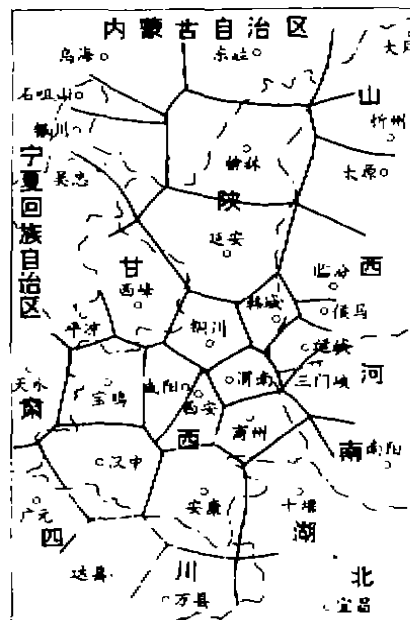 内蒙古自治区
乌海
东胜
石咀山
山
银川
忻州
宁夏回族自治区
榆林
吴忠
太原
陕
延安
甘
西
西峰
临汾
韩城
侯马
平凉
铜川
运城
河
天水
咸阳
渭南
三门峡
宝鸡
西安
肃
商州
西
南
南阳
汉中
安康
十堰
广元
四
湖
达县
川
北
万县
宜昌